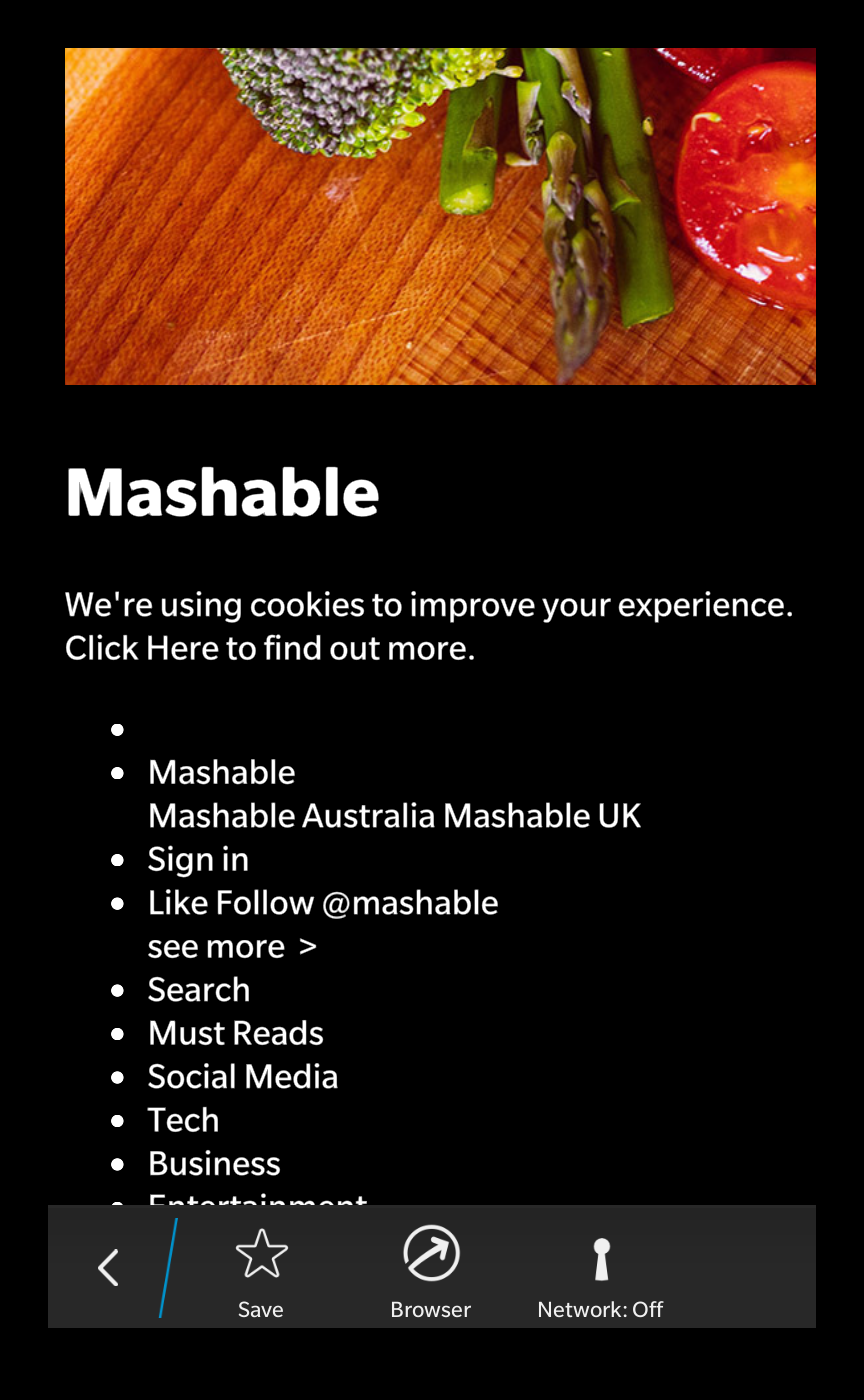 Mashable
We're using cookies to improve your experience.
Click Here to find out more.
Mashable
Mashable Australia Mashable UK
Sign in
Like Follow @mashable
see more >
Search
Must Reads
Social Media
Tech
Business
Entertainment
Save
Browser
Network: Off